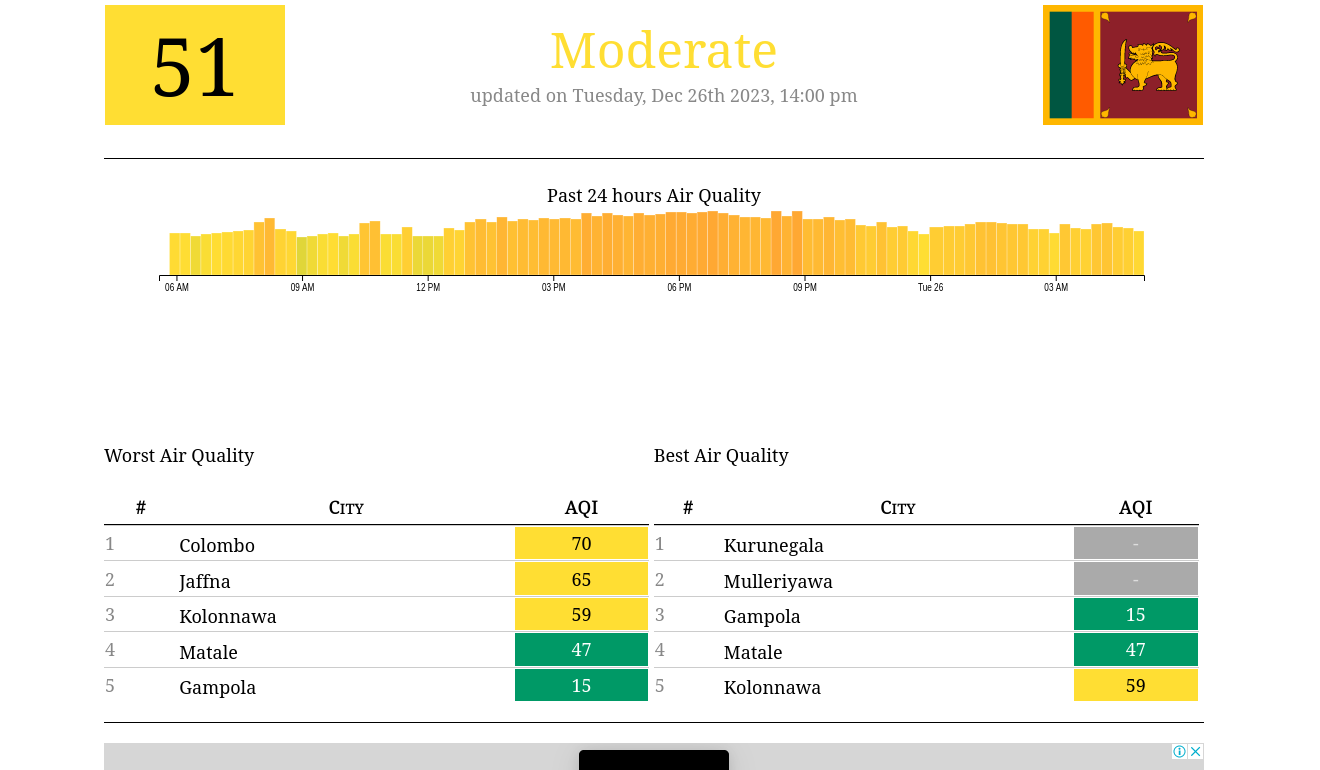 51
Moderate
updated on Tuesday, Dec 26th 2023, 14:00 pm
Past 24 hours Air Quality
06 AM 09 AM 12 PM 03 PM 06 PM 09 PM Tue 26 03 AM
Worst Air Quality
# City AQI
1 Colombo 70
2 Jaffna 65
3 Kolonnawa 59
4 Matale 47
5 Gampola 15
Best Air Quality
# City AQI
1 Kurunegala -
2 Mulleriyawa -
3 Gampola 15
4 Matale 47
5 Kolonnawa 59